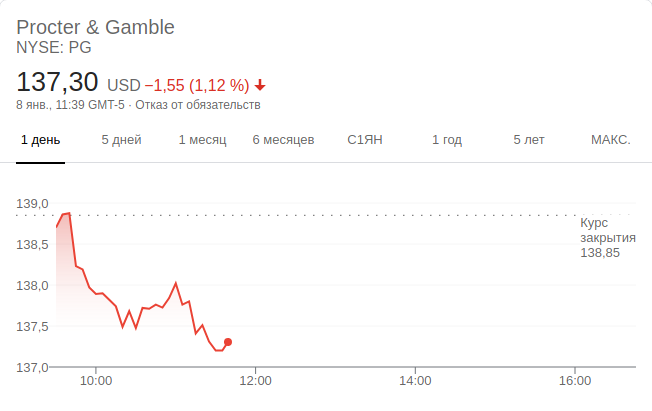 Procter & Gamble
NYSE: PG
137,30 USD −1,55 (1,12 %)
8 янв., 11:39 GMT-5 · Отказ от обязательств
1 день 5 дней 1 месяц 6 месяцев С1ЯН 1 год 5 лет МАКС.
139,0
Курс
закрытия
138,85
138,5
138,0
137,5
137,0
10:00 12:00 14:00 16:00